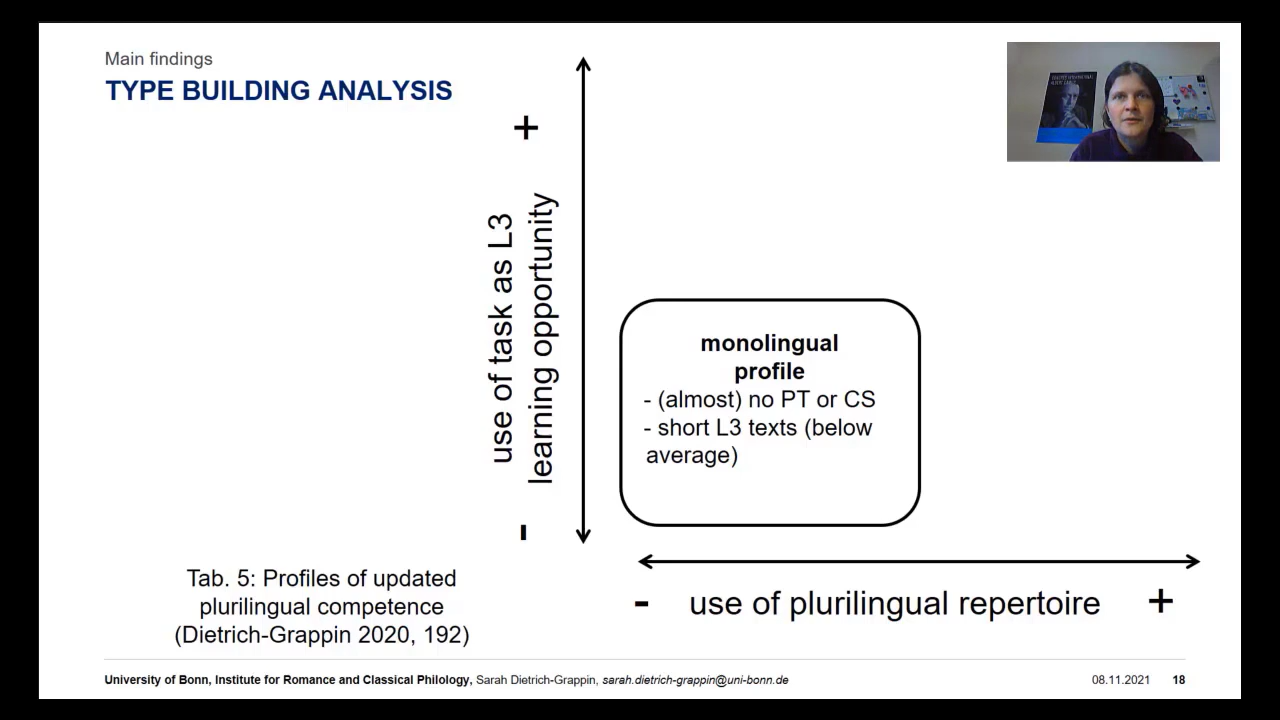 Main findings
TYPE BUILDING ANALYSIS
+
use of task as L3
learning opportunity
-
monolingual
profile
- (almost) no PT or CS
- short L3 texts (below
average)
- use of plurilingual repertoire +
Tab. 5: Profiles of updated
plurilingual competence
(Dietrich-Grappin 2020, 192)
University of Bonn, Institute for Romance and Classical Philology, Sarah Dietrich-Grappin, sarah.dietrich-grappin@uni-bonn.de 08.11.2021 18